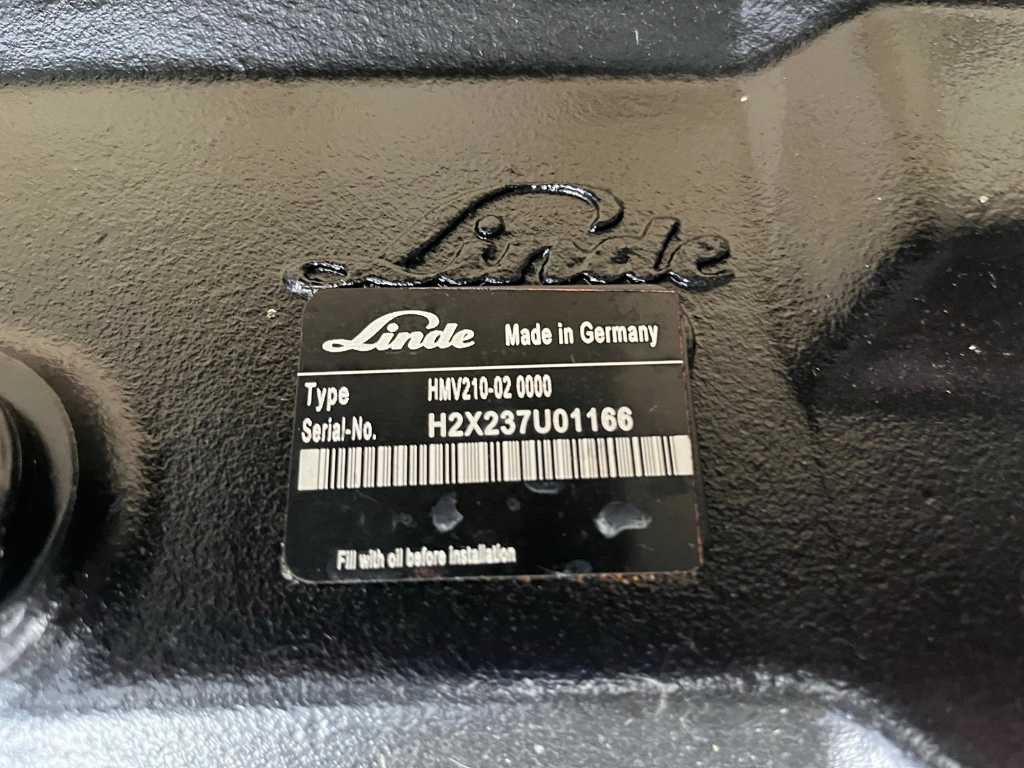 Linde
Linde Made in Germany
Type HMV210-02 0000
Serial-No. H2X237U01166
Fill with oil before installation